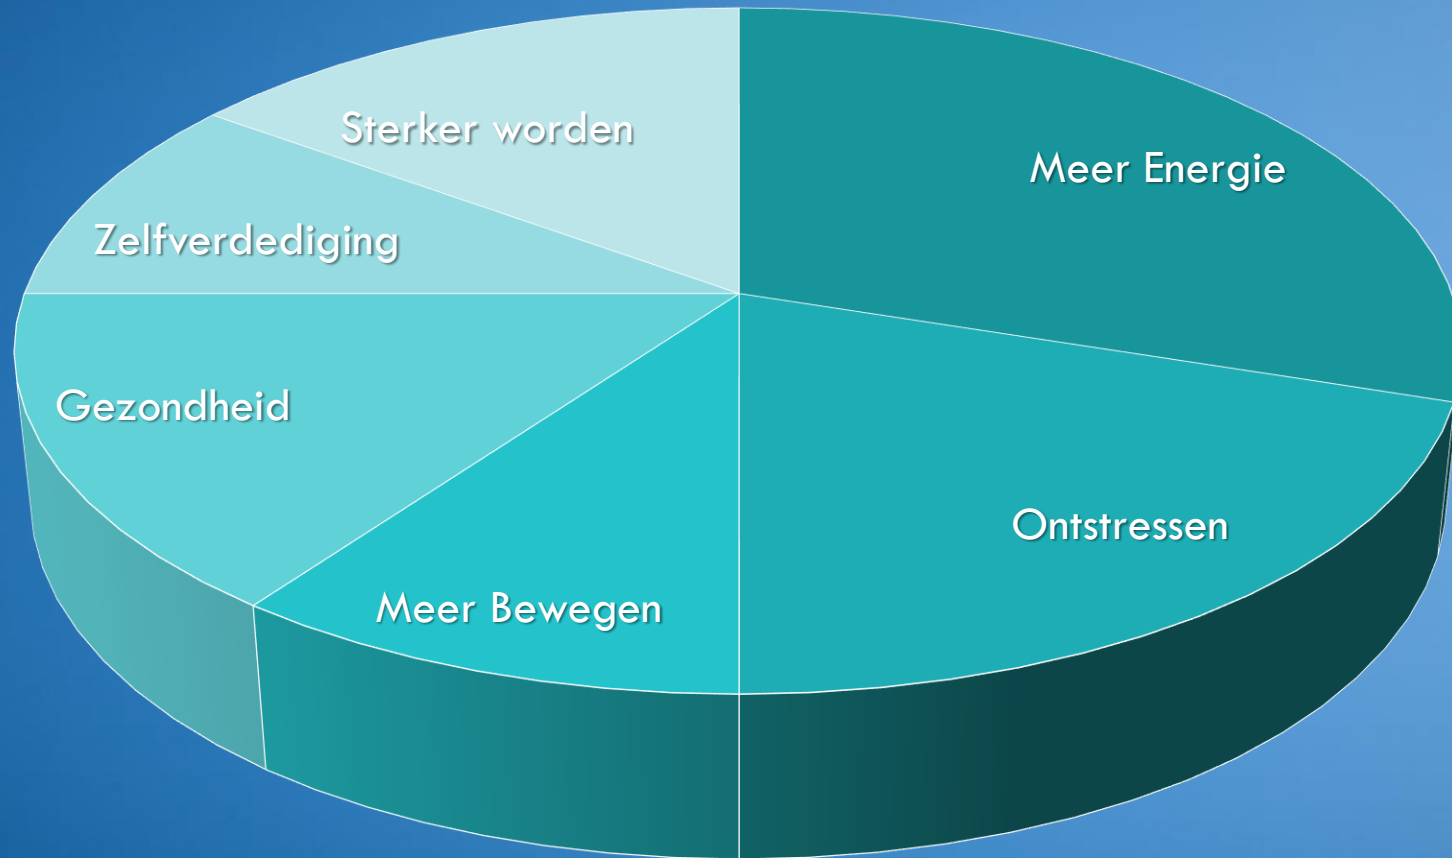 Sterker worden
Meer Energie
Zelfverdediging
Gezondheid
Ontstressen
Meer Bewegen